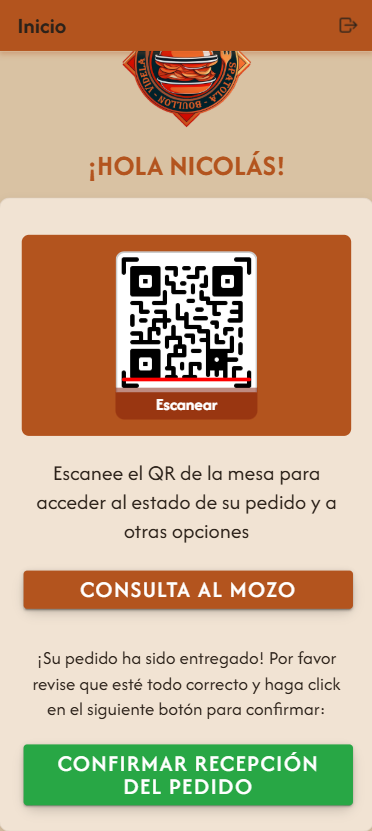 Inicio
SPATOLA - BOULLON - VIDELA
¡HOLA NICOLÁS!
Escanear
Escanee el QR de la mesa para
acceder al estado de su pedido y a
otras opciones
CONSULTA AL MOZO
¡Su pedido ha sido entregado! Por favor
revise que esté todo correcto y haga click
en el siguiente botón para confirmar:
CONFIRMAR RECEPCIÓN
DEL PEDIDO